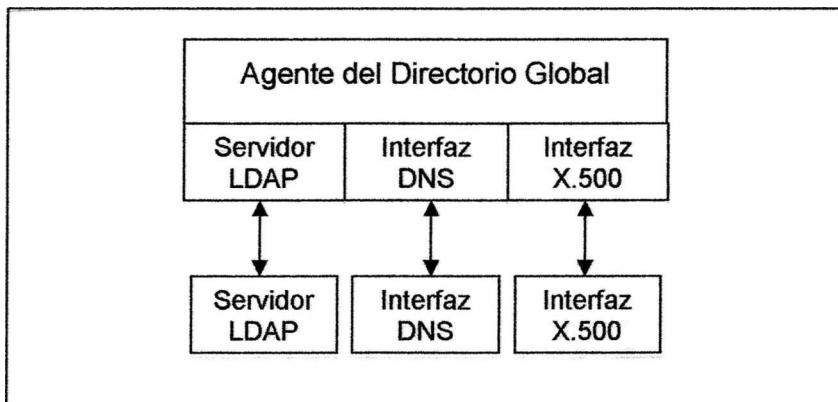 Agente del Directorio Global
Servidor
LDAP
Interfaz
DNS
Interfaz
X.500
Servidor
LDAP
Interfaz
DNS
Interfaz
X.500